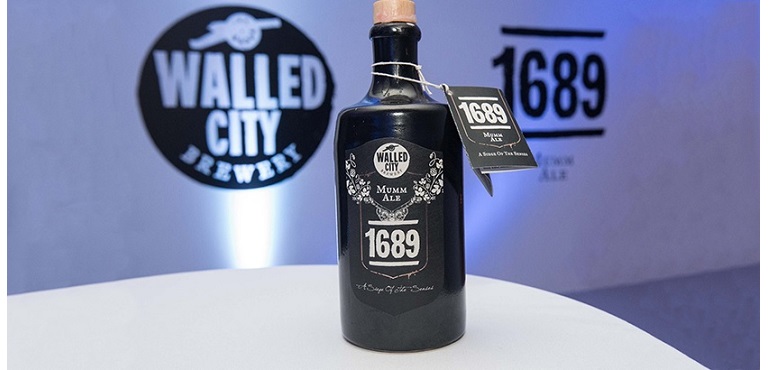 WALLED
CITY
BREWERY
1689
MUMM
ALE
A SIEGE OF THE SENSES
1689
MUMM
ALE
WALLED
CITY
BREWERY
MUMM
ALE
1689
A Siege Of The Senses